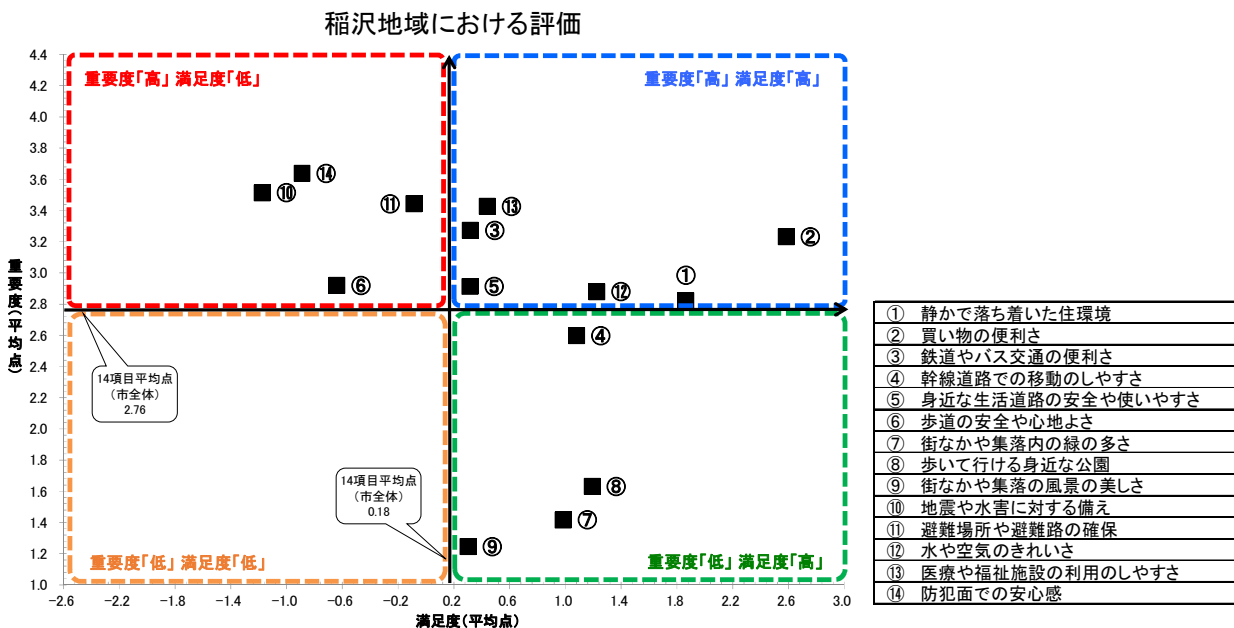 稲沢地域における評価
重要度「高」 満足度「低」
重要度「高」 満足度「高」
重要度「低」 満足度「低」
重要度「低」 満足度「高」
4.4
4.2
4.0
3.8
3.6
3.4
3.2
3.0
2.8
2.6
2.4
2.2
2.0
1.8
1.6
1.4
1.2
1.0
重要度(平均点)
−2.6
−2.2
−1.8
−1.4
−1.0
−0.6
−0.2
0.2
0.6
1.0
1.4
1.8
2.2
2.6
3.0
満足度(平均点)
⑭
⑩
⑪
⑬
③
②
⑥
⑤
⑫
①
④
⑧
⑦
⑨
14項目平均点
(市全体)
2.76
14項目平均点
(市全体)
0.18
① 静かで落ち着いた住環境
② 買い物の便利さ
③ 鉄道やバス交通の便利さ
④ 幹線道路での移動のしやすさ
⑤ 身近な生活道路の安全や使いやすさ
⑥ 歩道の安全や心地よさ
⑦ 街なかや集落内の緑の多さ
⑧ 歩いて行ける身近な公園
⑨ 街なかや集落の風景の美しさ
⑩ 地震や水害に対する備え
⑪ 避難場所や避難路の確保
⑫ 水や空気のきれいさ
⑬ 医療や福祉施設の利用のしやすさ
⑭ 防犯面での安心感